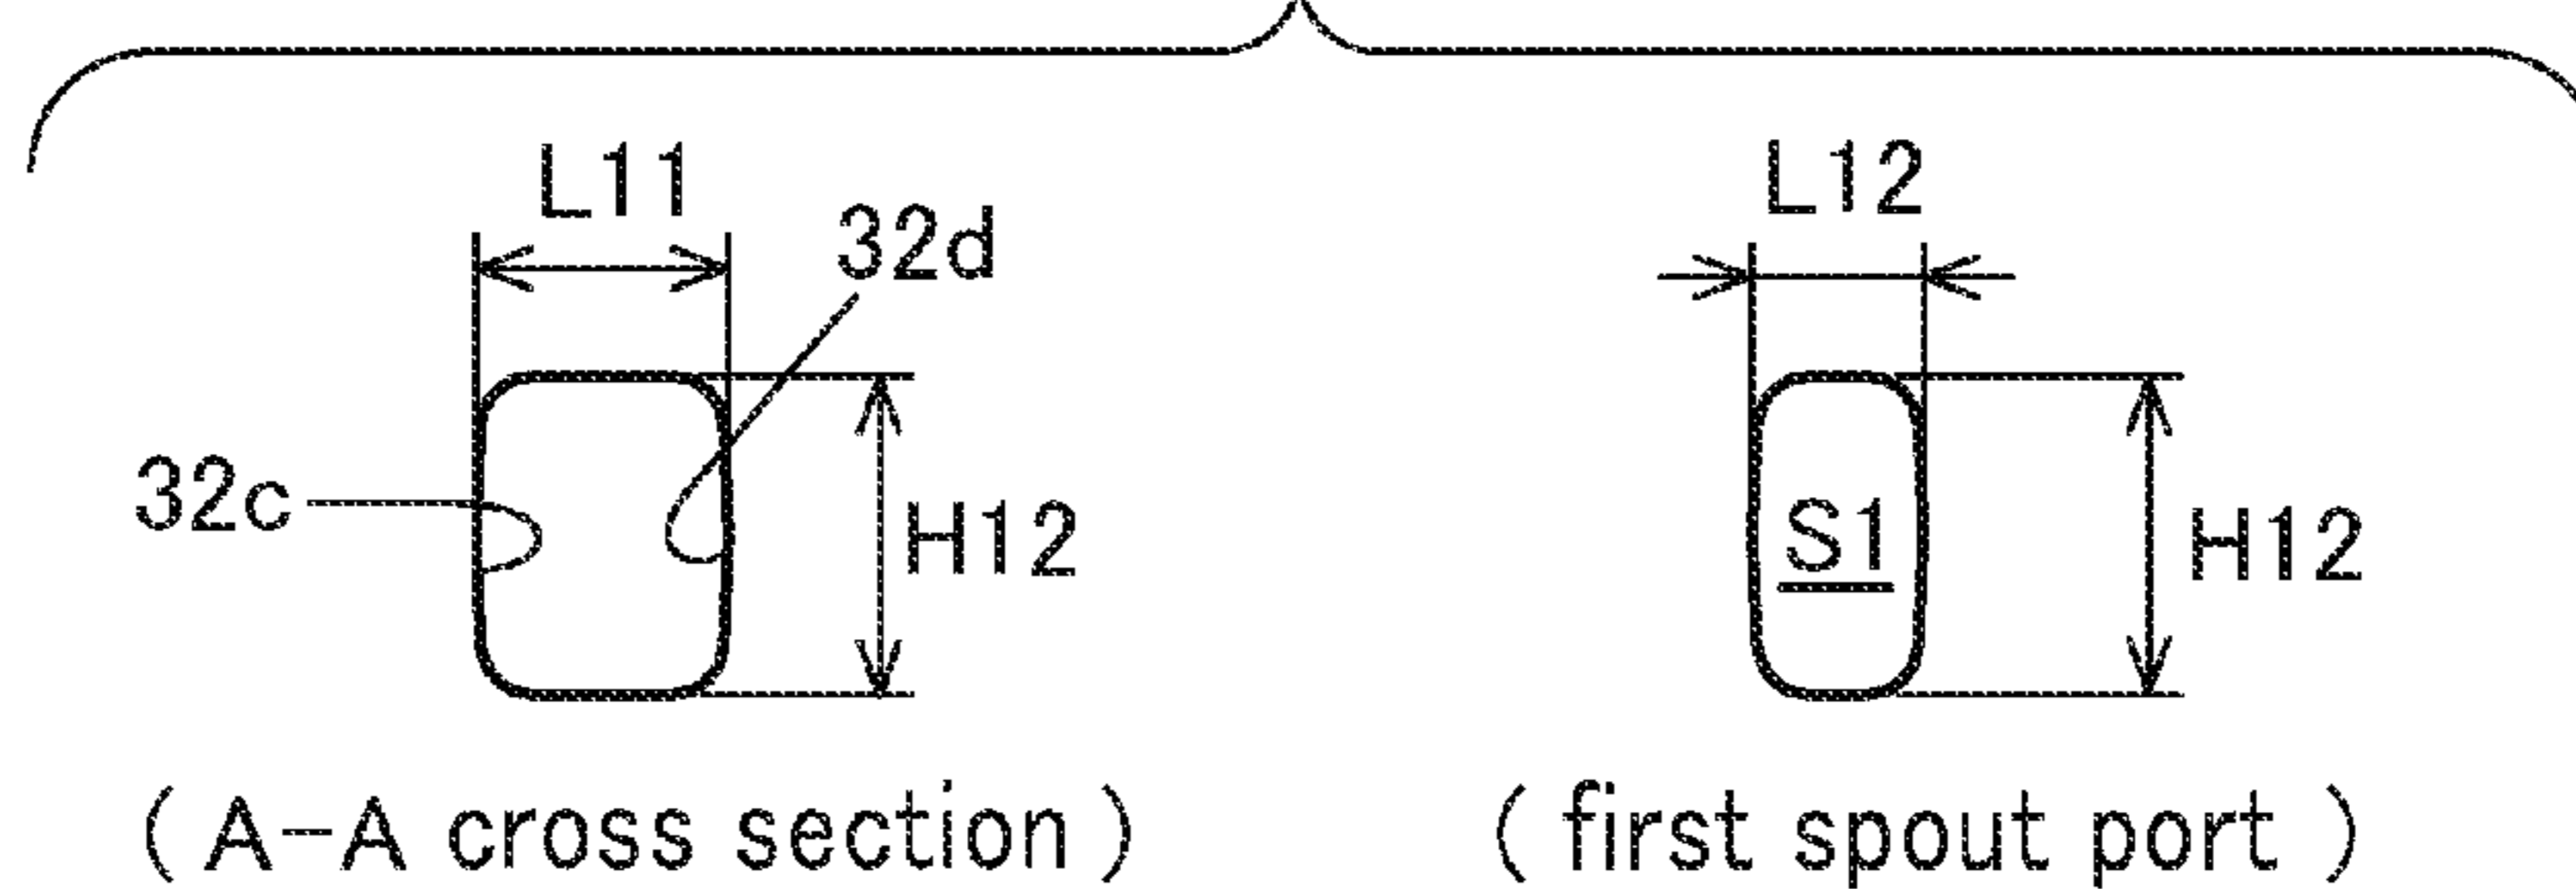 L11
32d
32c
H12
( A-A cross section )
L12
S1
H12
( first spout port )